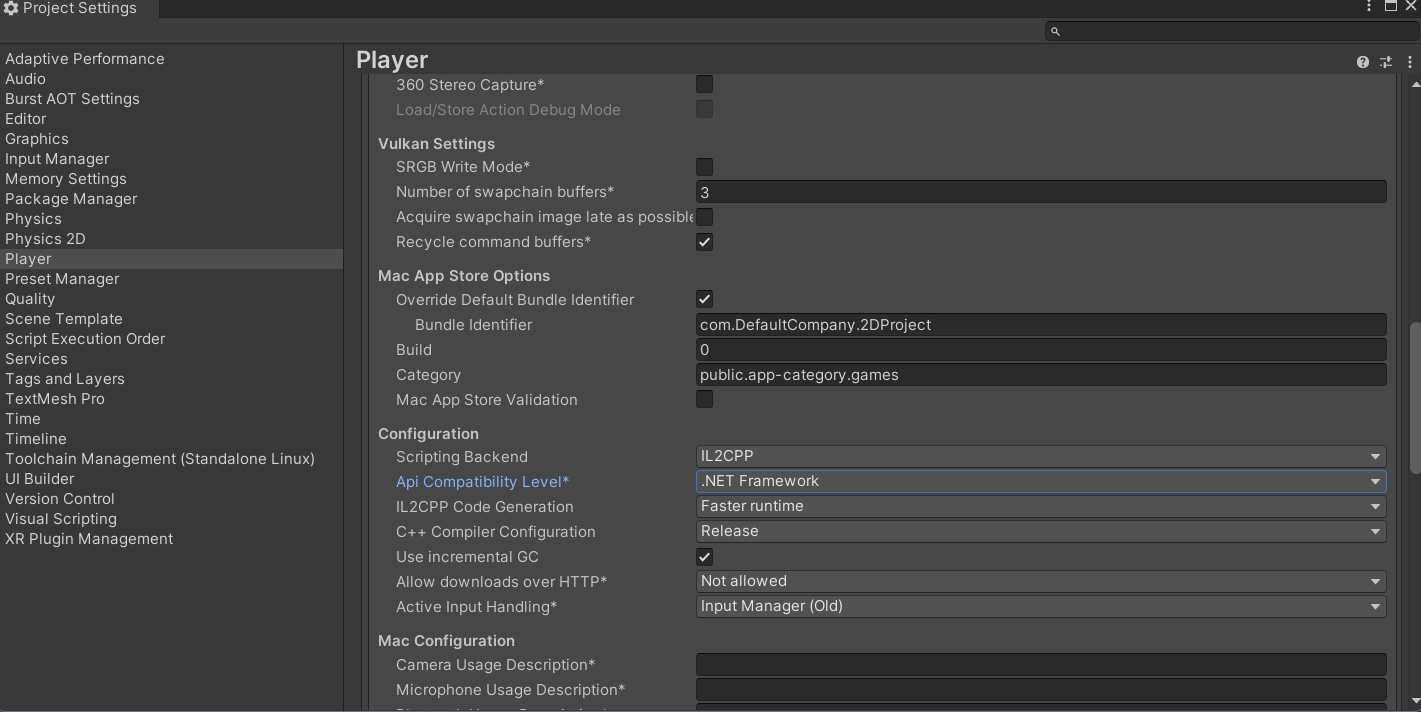 Project Settings
Adaptive Performance
Audio
Burst AOT Settings
Editor
Graphics
Input Manager
Memory Settings
Package Manager
Physics
Physics 2D
Player
Preset Manager
Quality
Scene Template
Script Execution Order
Services
Tags and Layers
TextMesh Pro
Time
Timeline
Toolchain Management (Standalone Linux)
UI Builder
Version Control
Visual Scripting
XR Plugin Management
Player
360 Stereo Capture*
Load/Store Action Debug Mode
Vulkan Settings
SRGB Write Mode*
Number of swapchain buffers* 3
Acquire swapchain image late as possible
Recycle command buffers*
Mac App Store Options
Override Default Bundle Identifier
Bundle Identifier com.DefaultCompany.2DProject
Build 0
Category public.app-category.games
Mac App Store Validation
Configuration
Scripting Backend IL2CPP
Api Compatibility Level* .NET Framework
IL2CPP Code Generation Faster runtime
C++ Compiler Configuration Release
Use incremental GC
Allow downloads over HTTP* Not allowed
Active Input Handling* Input Manager (Old)
Mac Configuration
Camera Usage Description*
Microphone Usage Description*